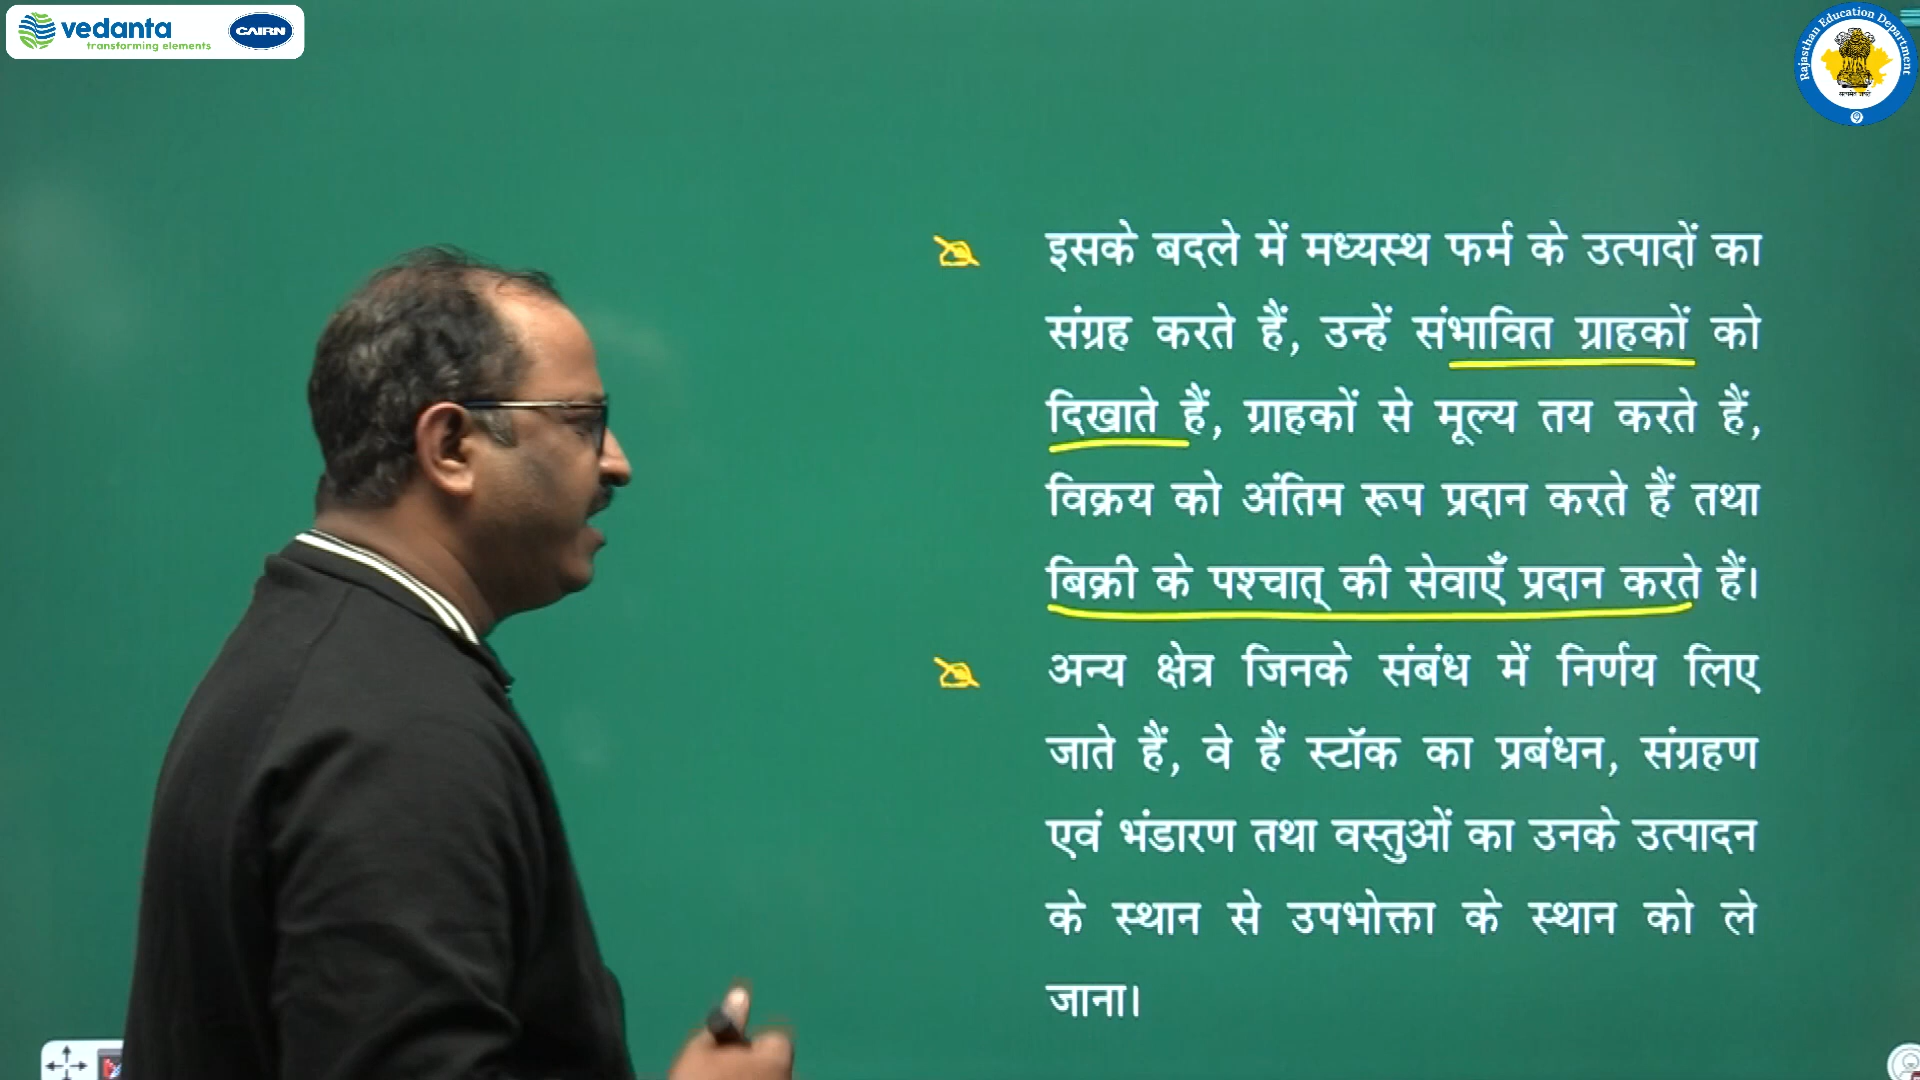 vedanta
transforming elements
CAIRN
Rajasthan Education Department
इसके बदले में मध्यस्थ फर्म के उत्पादों का
संग्रह करते हैं, उन्हें संभावित ग्राहकों को
दिखाते हैं, ग्राहकों से मूल्य तय करते हैं,
विक्रय को अंतिम रूप प्रदान करते हैं तथा
बिक्री के पश्चात् की सेवाएँ प्रदान करते हैं।
अन्य क्षेत्र जिनके संबंध में निर्णय लिए
जाते हैं, वे हैं स्टॉक का प्रबंधन, संग्रहण
एवं भंडारण तथा वस्तुओं का उनके उत्पादन
के स्थान से उपभोक्ता के स्थान को ले
जाना।